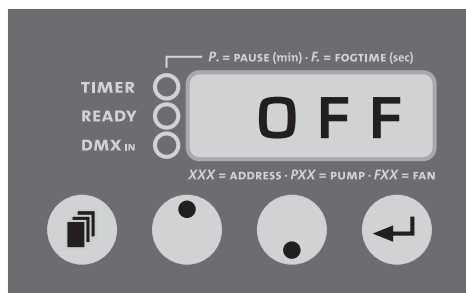 P. = PAUSE (min) · F. = FOGTIME (sec)
TIMER
READY
DMX IN
OFF
XXX = ADDRESS · PXX = PUMP · FXX = FAN